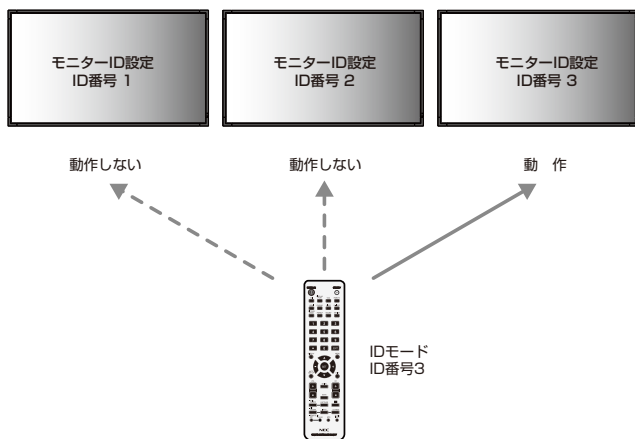 モニターID設定
ID番号 1
モニターID設定
ID番号 2
モニターID設定
ID番号 3
動作しない
動作しない
動 作
IDモード
ID番号3
NEC